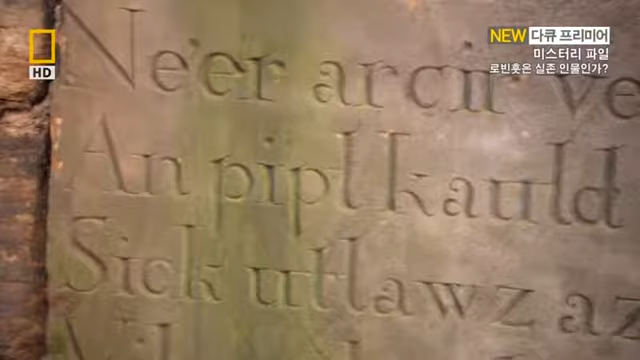 NEW 다큐 프리미어
미스터리 파일
로빈훗은 실존 인물인가?
HD
Ne'er arcir ve
An pipl kauld
Sick utlawz az